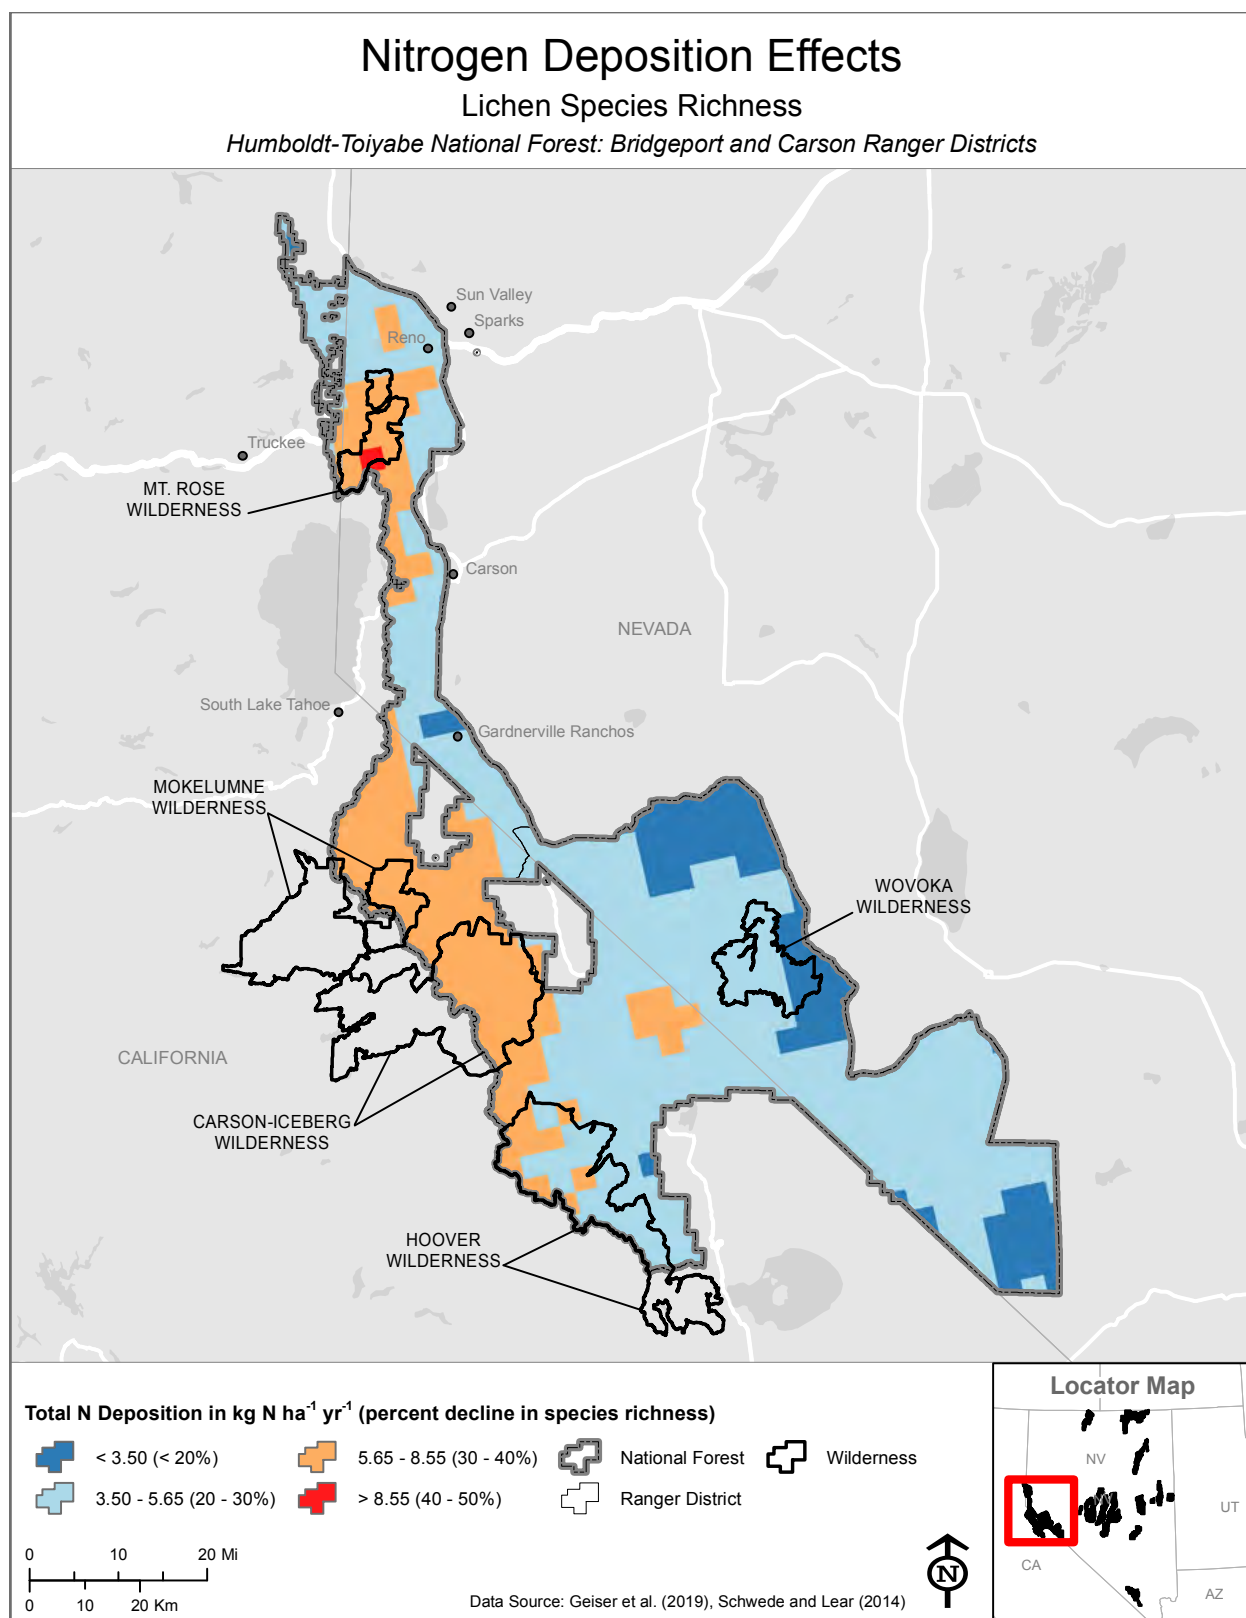 Nitrogen Deposition Effects
Lichen Species Richness
Humboldt-Toiyabe National Forest: Bridgeport and Carson Ranger Districts
Sun Valley
Sparks
Reno
Truckee
MT. ROSE
WILDERNESS
Carson
NEVADA
South Lake Tahoe
Gardnerville Ranchos
MOKELUMNE
WILDERNESS
WOVOKA
WILDERNESS
CALIFORNIA
CARSON-ICEBERG
WILDERNESS
HOOVER
WILDERNESS
Total N Deposition in kg N ha⁻¹ yr⁻¹ (percent decline in species richness)
< 3.50 (< 20%)
5.65 - 8.55 (30 - 40%)
National Forest
Wilderness
3.50 - 5.65 (20 - 30%)
> 8.55 (40 - 50%)
Ranger District
0 10 20 Mi
0 10 20 Km
N
Data Source: Geiser et al. (2019), Schwede and Lear (2014)
Locator Map
NV
UT
CA
AZ